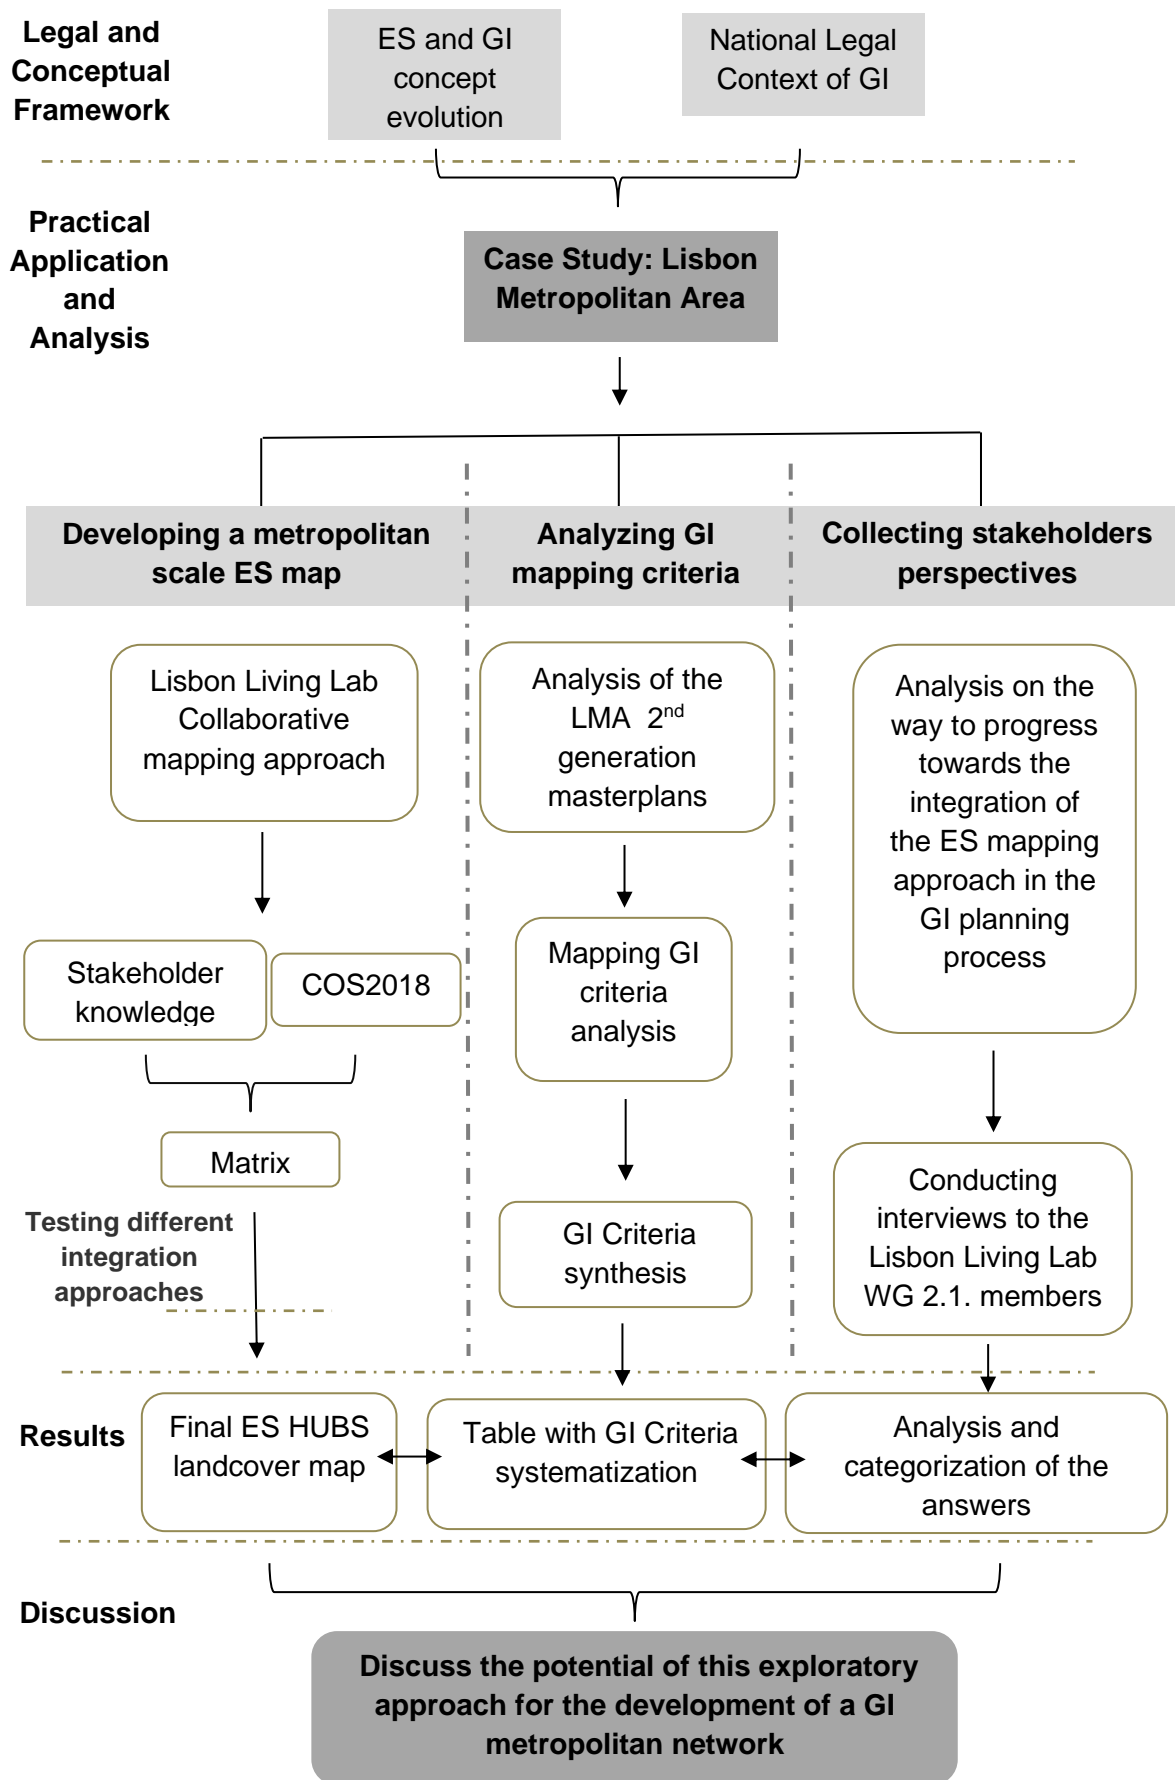 Legal and
Conceptual
Framework
ES and GI
concept
evolution
National Legal
Context of GI
Practical
Application
and
Analysis
Case Study: Lisbon
Metropolitan Area
Developing a metropolitan
scale ES map
Analyzing GI
mapping criteria
Collecting stakeholders
perspectives
Lisbon Living Lab
Collaborative
mapping approach
Stakeholder
knowledge
COS2018
Matrix
Testing different
integration
approaches
Analysis of the
LMA 2nd
generation
masterplans
Mapping GI
criteria
analysis
GI Criteria
synthesis
Analysis on the
way to progress
towards the
integration of
the ES mapping
approach in the
GI planning
process
Conducting
interviews to the
Lisbon Living Lab
WG 2.1. members
Results
Final ES HUBS
landcover map
Table with GI Criteria
systematization
Analysis and
categorization of the
answers
Discussion
Discuss the potential of this exploratory
approach for the development of a GI
metropolitan network